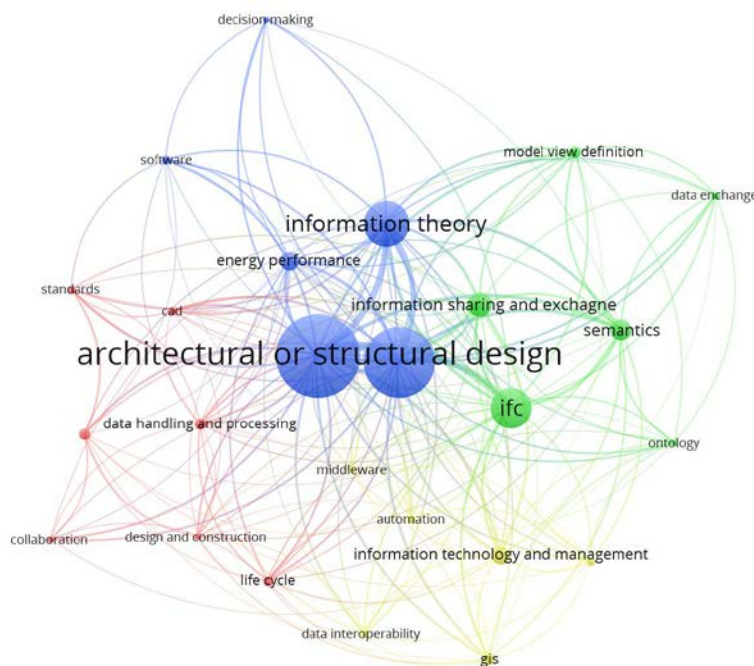 decision making
software
model view definition
data enchange
information theory
energy performance
standards
cad
information sharing and exchagne
semantics
architectural or structural design
ifc
data handling and processing
ontology
middleware
automation
collaboration
design and construction
information technology and management
life cycle
data interoperability
gis